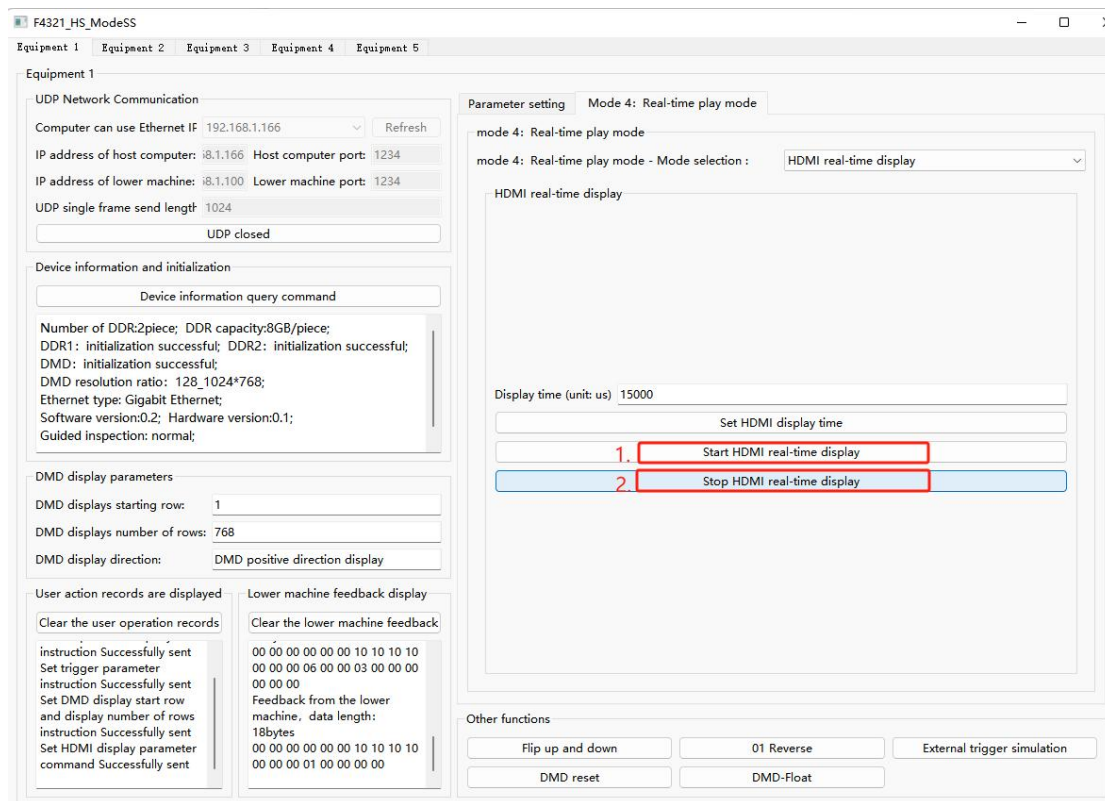 F4321_HS_ModeSS
Equipment 1 Equipment 2 Equipment 3 Equipment 4 Equipment 5
Equipment 1
UDP Network Communication
Computer can use Ethernet IF 192.168.1.166 Refresh
IP address of host computer: 8.1.166 Host computer port: 1234
IP address of lower machine: 8.1.100 Lower machine port: 1234
UDP single frame send length 1024
UDP closed
Device information and initialization
Device information query command
Number of DDR:2piece; DDR capacity:8GB/piece;
DDR1: initialization successful; DDR2: initialization successful;
DMD: initialization successful;
DMD resolution ratio: 128_1024*768;
Ethernet type: Gigabit Ethernet;
Software version:0.2; Hardware version:0.1;
Guided inspection: normal;
DMD display parameters
DMD displays starting row: 1
DMD displays number of rows: 768
DMD display direction: DMD positive direction display
User action records are displayed
Clear the user operation records
instruction Successfully sent
Set trigger parameter
instruction Successfully sent
Set DMD display start row
and display number of rows
instruction Successfully sent
Set HDMI display parameter
command Successfully sent
Lower machine feedback display
Clear the lower machine feedback
00 00 00 00 00 00 10 10 10 10
00 00 00 06 00 00 03 00 00 00
00 00 00
Feedback from the lower
machine, data length:
18bytes
00 00 00 00 00 00 10 10 10 10
00 00 00 01 00 00 00 00
Parameter setting Mode 4: Real-time play mode
mode 4: Real-time play mode
mode 4: Real-time play mode - Mode selection : HDMI real-time display
HDMI real-time display
Display time (unit: us) 15000
Set HDMI display time
1. Start HDMI real-time display
2. Stop HDMI real-time display
Other functions
Flip up and down 01 Reverse External trigger simulation
DMD reset DMD-Float